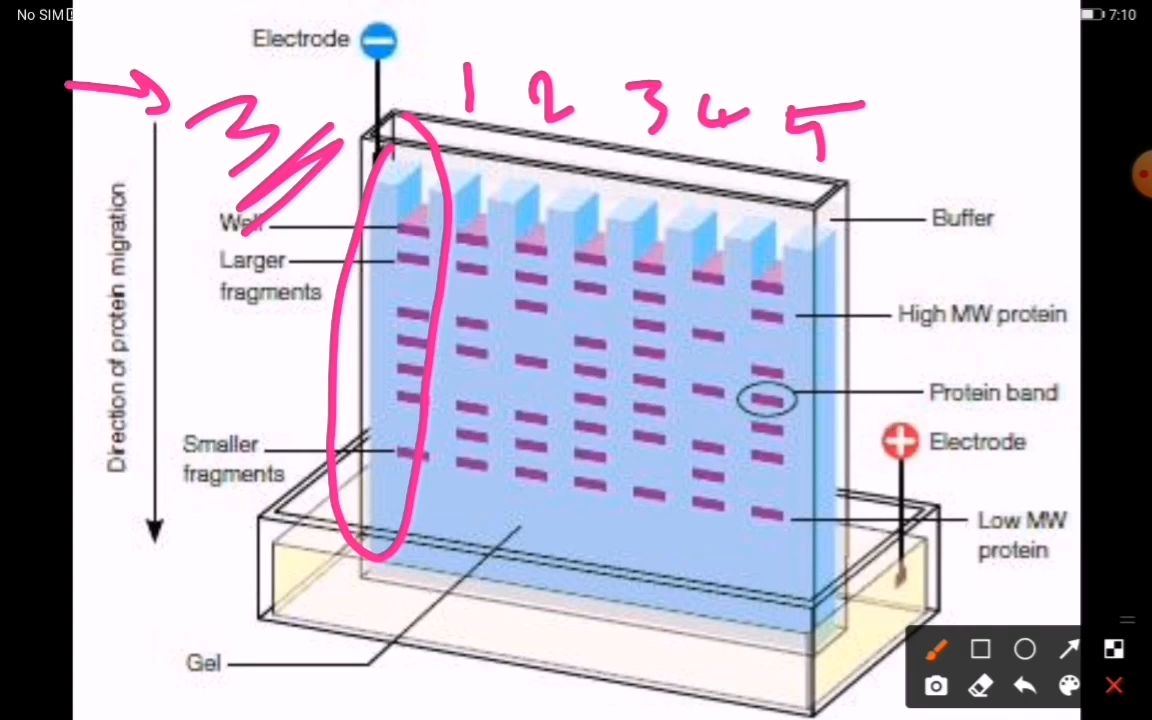 No SIM
7:10
Electrode
1 2 3 4 5
Well
Larger
fragments
Direction of protein migration
Smaller
fragments
Gel
Buffer
High MW protein
Protein band
Electrode
Low MW
protein